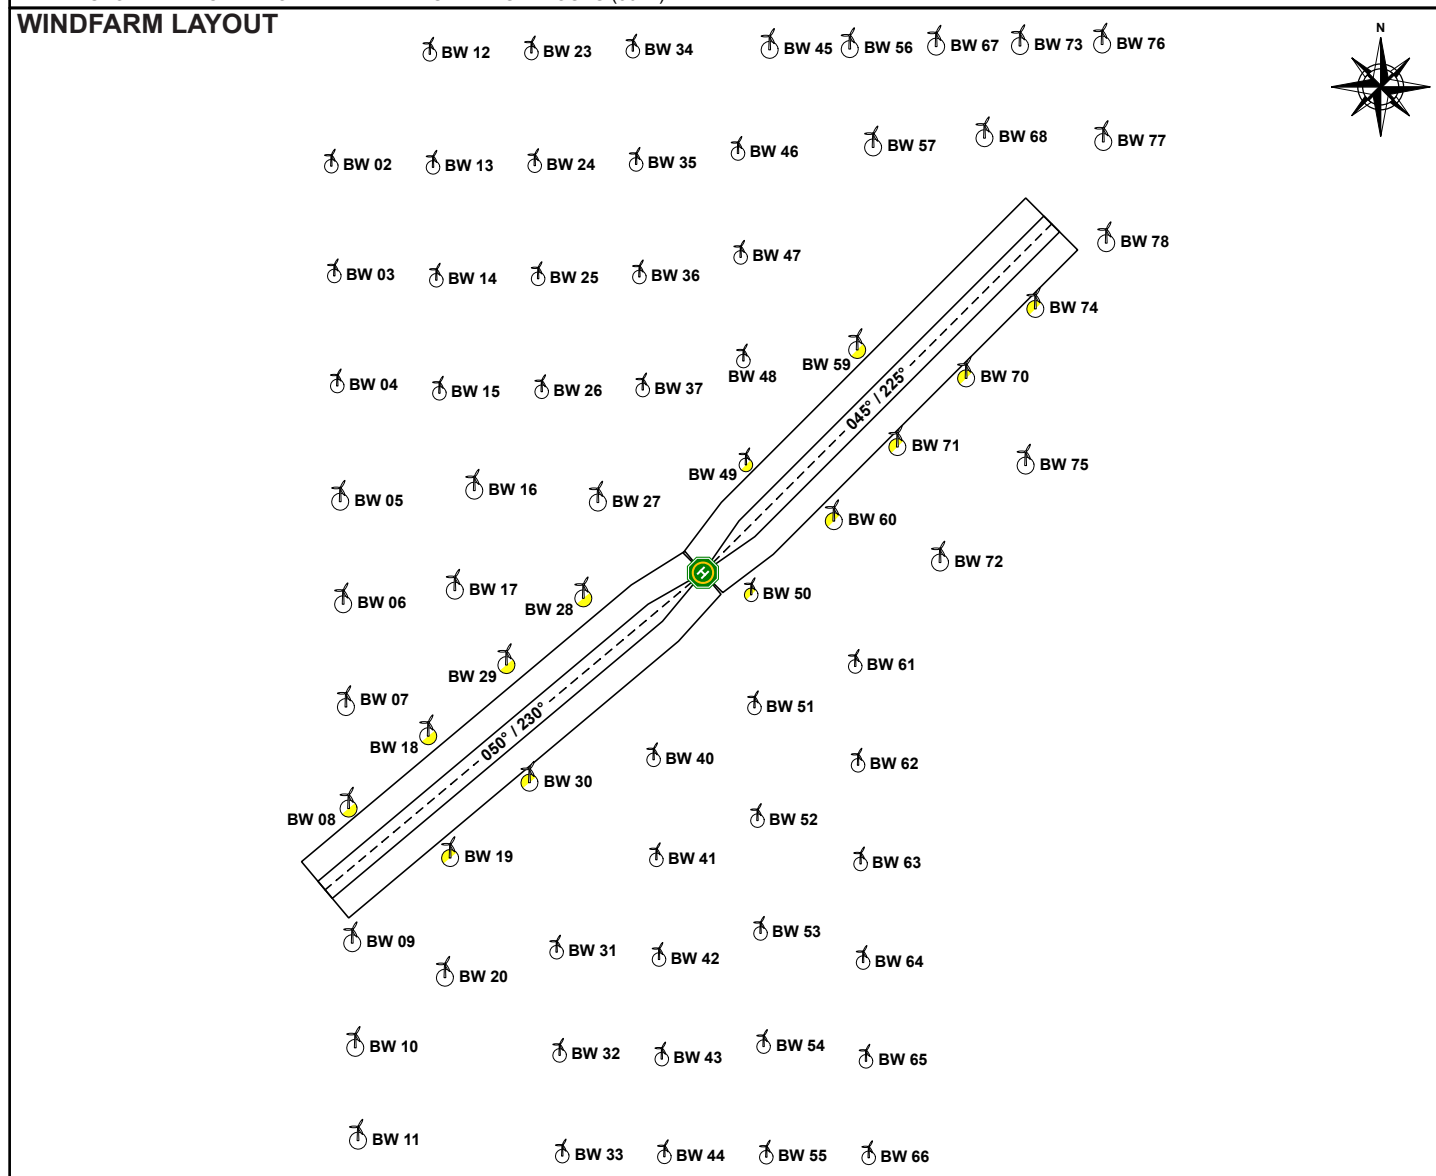 WINDFARM LAYOUT
N
BW 12 BW 23 BW 34 BW 45 BW 56 BW 67 BW 73 BW 76
BW 02 BW 13 BW 24 BW 35 BW 46 BW 57 BW 68 BW 77
BW 78
BW 03 BW 14 BW 25 BW 36 BW 47
BW 74
BW 59
BW 04 BW 15 BW 26 BW 37 BW 48 BW 70
045° / 225°
BW 71
BW 49 BW 75
BW 05 BW 16 BW 27
BW 60
H
BW 72
BW 06 BW 17 BW 28 BW 50
BW 29 BW 61
BW 07 BW 51
050° / 230°
BW 18
BW 40 BW 62
BW 30
BW 08 BW 52
BW 19 BW 41 BW 63
BW 09 BW 53
BW 20 BW 31 BW 42 BW 64
BW 10 BW 32 BW 43 BW 54 BW 65
BW 11 BW 33 BW 44 BW 55 BW 66